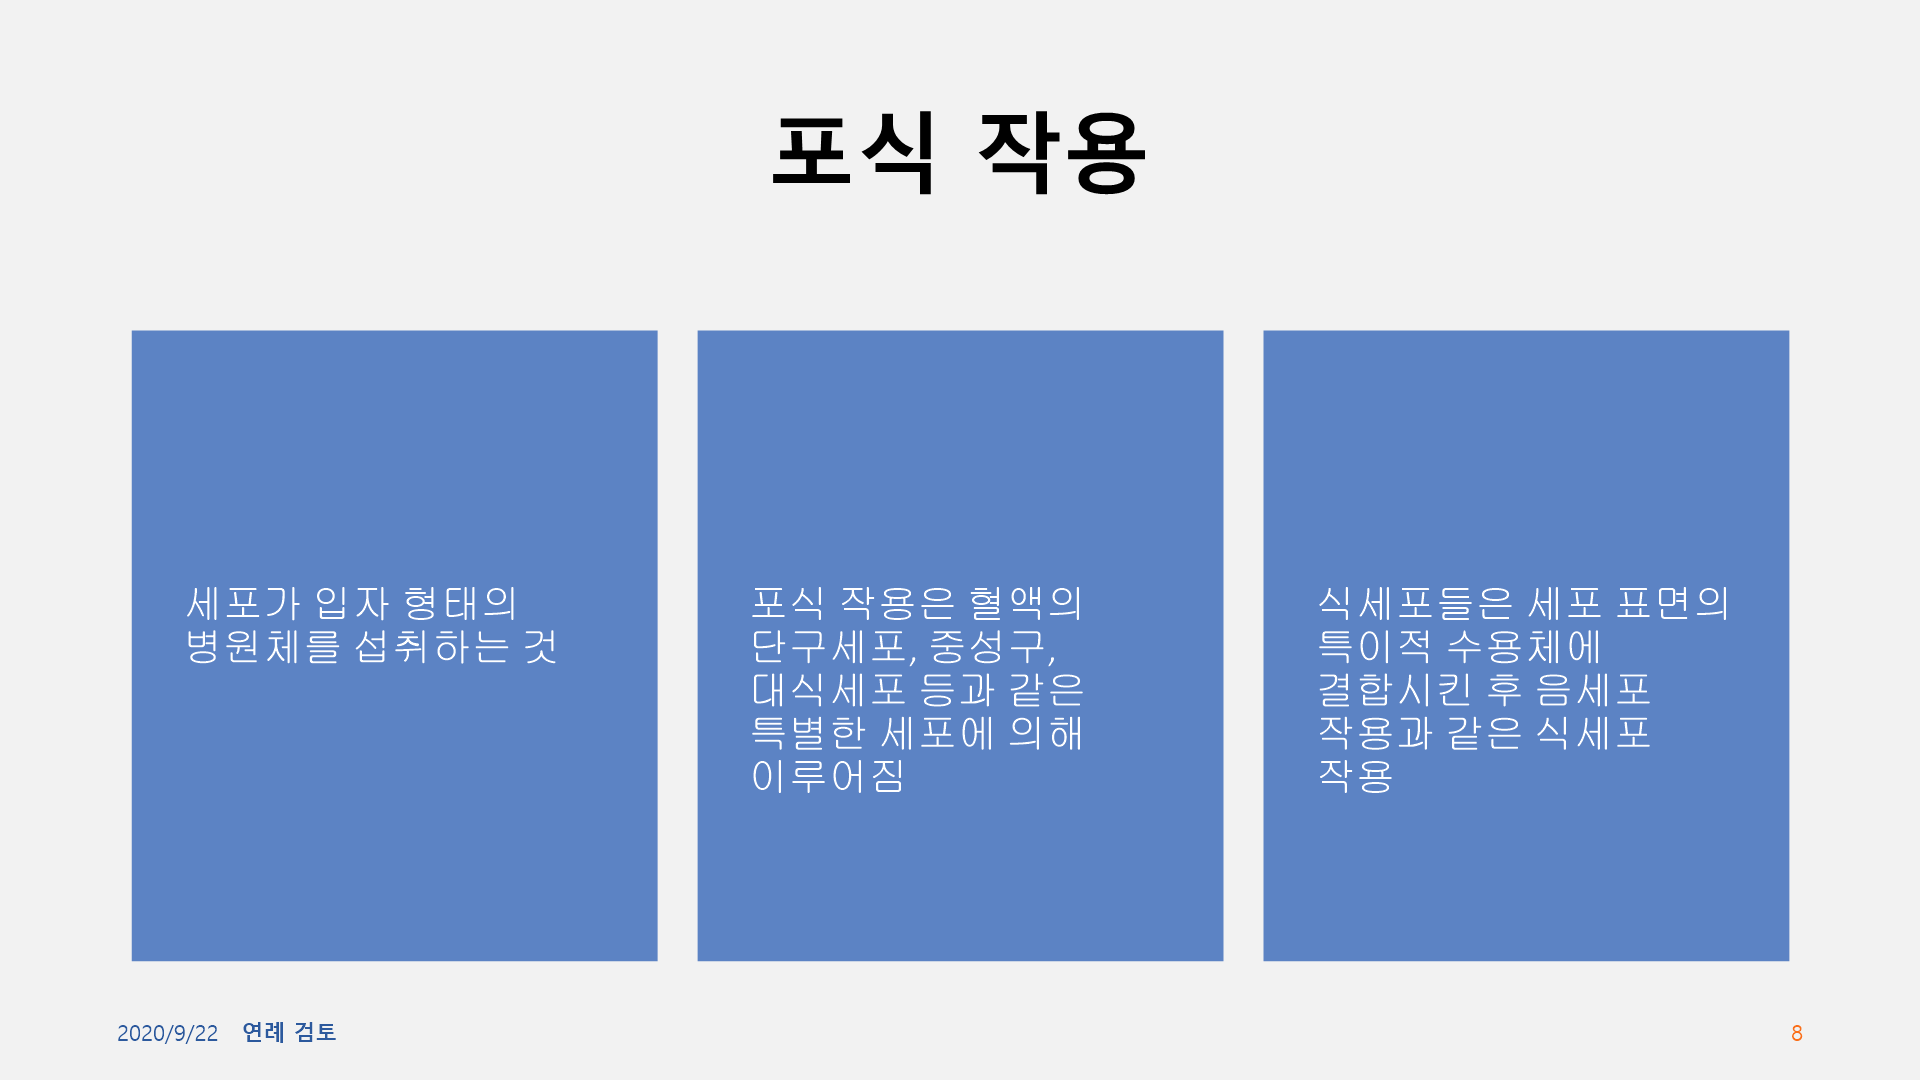 포식 작용
세포가 입자 형태의
병원체를 섭취하는 것
포식 작용은 혈액의
단구세포, 중성구,
대식세포 등과 같은
특별한 세포에 의해
이루어짐
식세포들은 세포 표면의
특이적 수용체에
결합시킨 후 음세포
작용과 같은 식세포
작용
2020/9/22 연례 검토
8